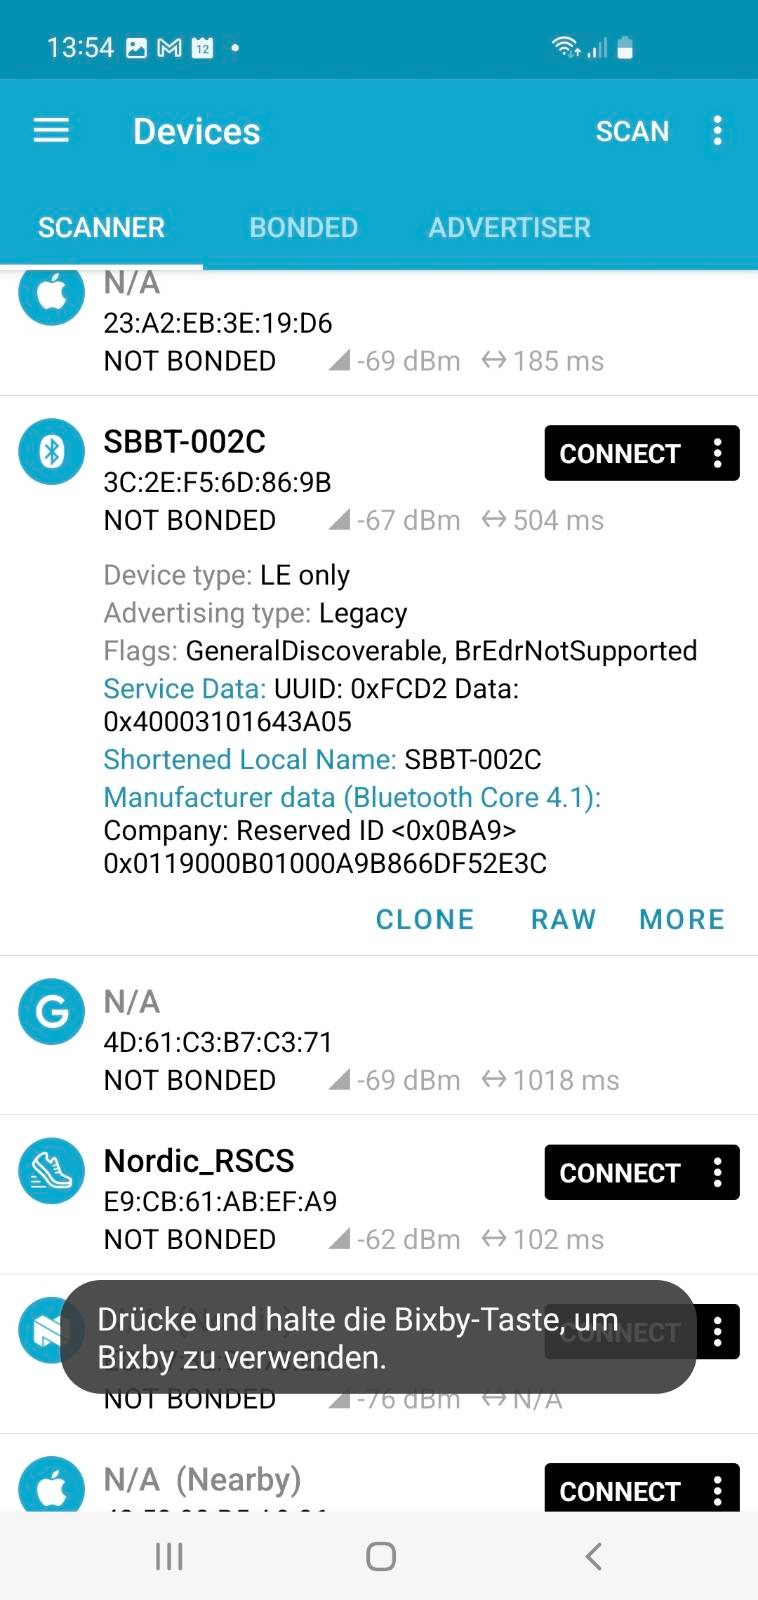 13:54 12
Devices SCAN
SCANNER BONDED ADVERTISER
N/A
23:A2:EB:3E:19:D6
NOT BONDED -69 dBm 185 ms
SBBT-002C CONNECT
3C:2E:F5:6D:86:9B
NOT BONDED -67 dBm 504 ms
Device type: LE only
Advertising type: Legacy
Flags: GeneralDiscoverable, BrEdrNotSupported
Service Data: UUID: 0xFCD2 Data:
0x40003101643A05
Shortened Local Name: SBBT-002C
Manufacturer data (Bluetooth Core 4.1):
Company: Reserved ID <0x0BA9>
0x0119000B01000A9B866DF52E3C
CLONE RAW MORE
N/A
4D:61:C3:B7:C3:71
NOT BONDED -69 dBm 1018 ms
Nordic_RSCS CONNECT
E9:CB:61:AB:EF:A9
NOT BONDED -62 dBm 102 ms
CONNECT
Drücke und halte die Bixby-Taste, um
Bixby zu verwenden.
NOT BONDED -76 dBm N/A
N/A (Nearby) CONNECT